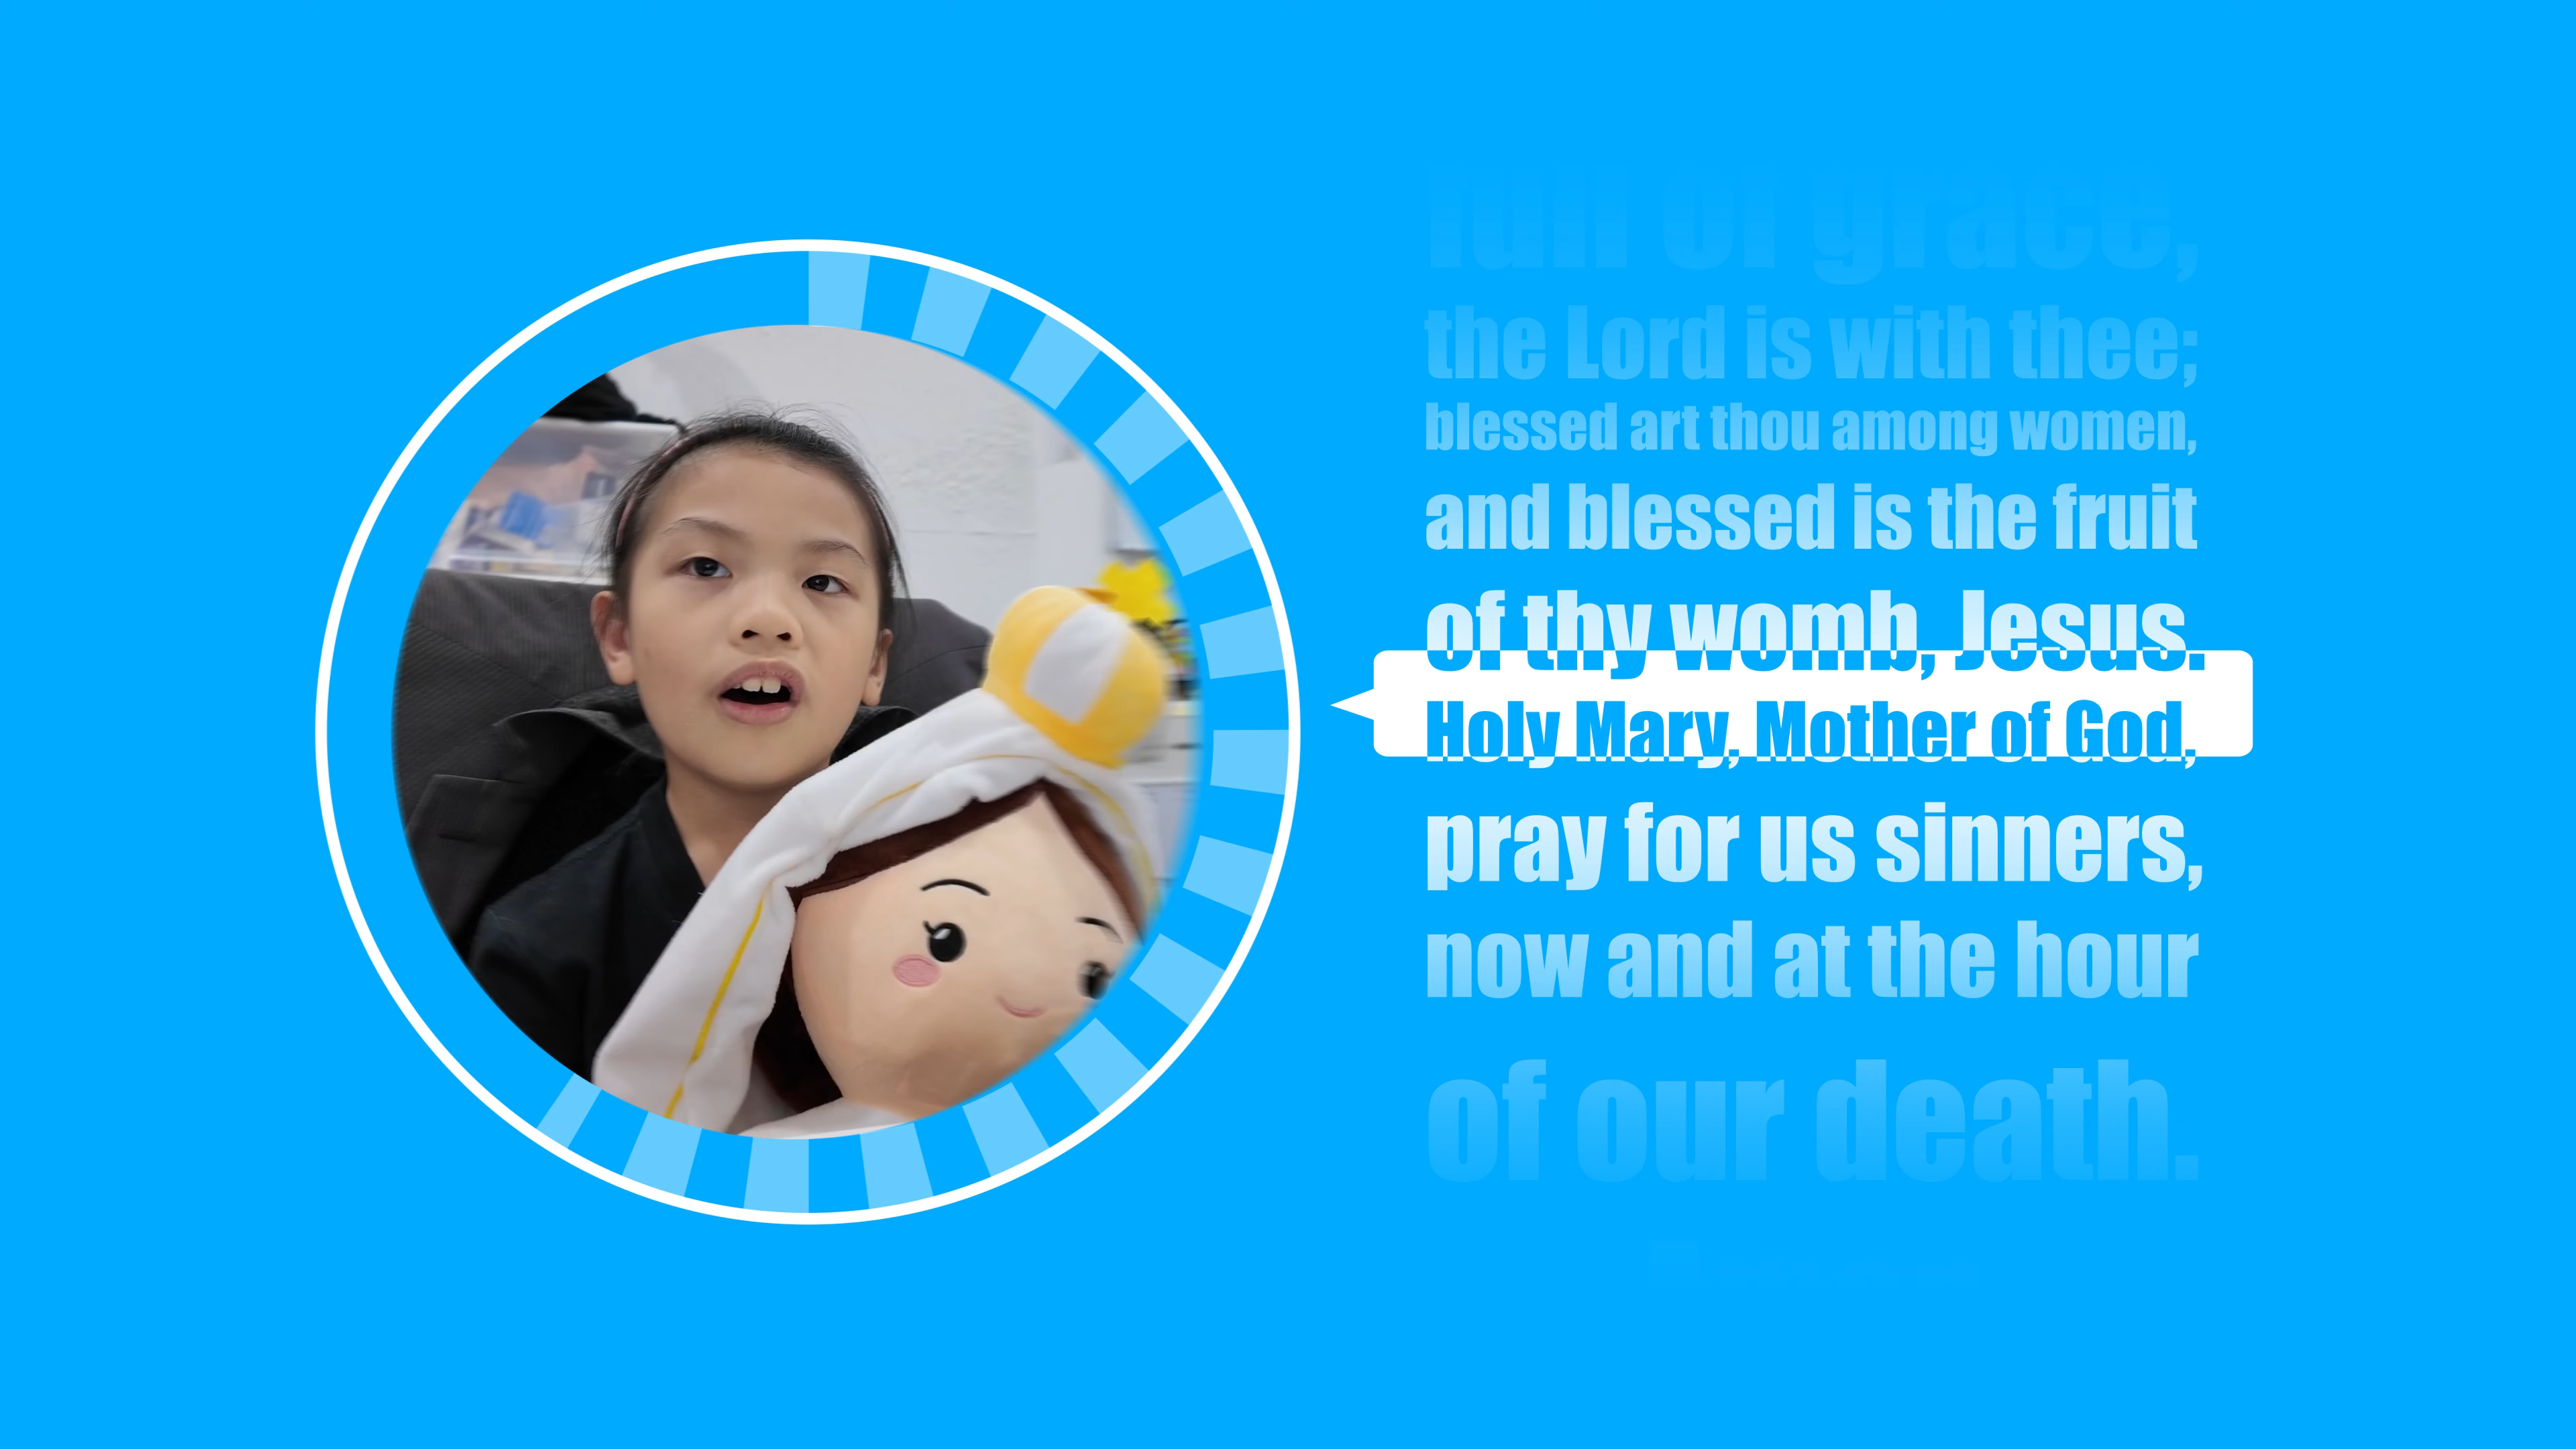 full of grace,
the Lord is with thee;
blessed art thou among women,
and blessed is the fruit
of thy womb, Jesus.
Holy Mary, Mother of God,
pray for us sinners,
now and at the hour
of our death.